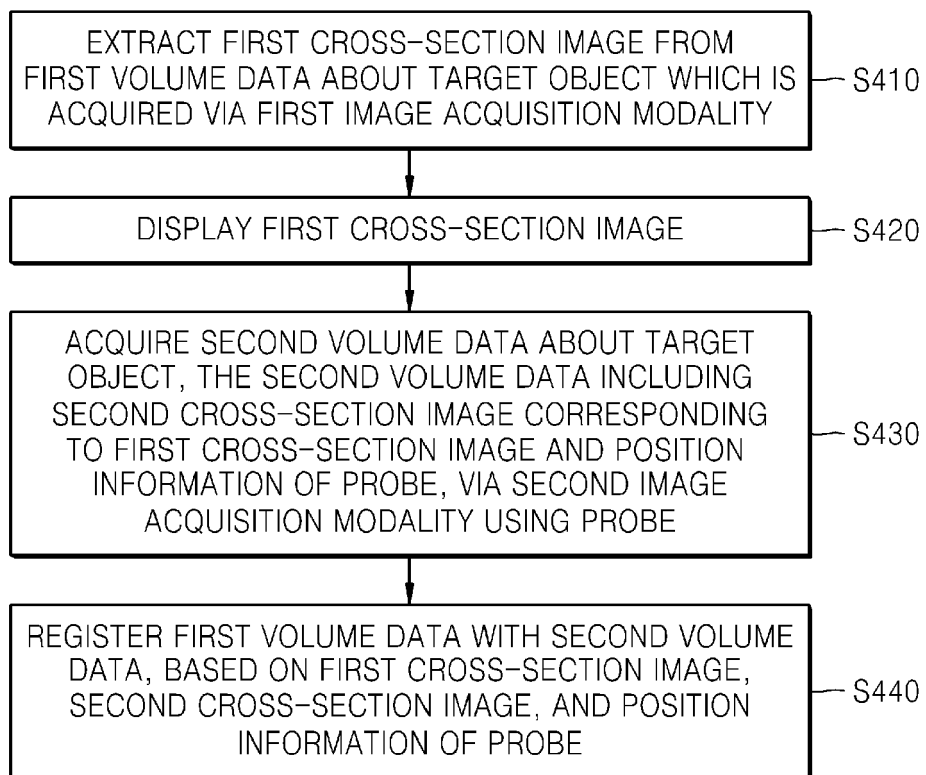 EXTRACT FIRST CROSS-SECTION IMAGE FROM
FIRST VOLUME DATA ABOUT TARGET OBJECT WHICH IS
ACQUIRED VIA FIRST IMAGE ACQUISITION MODALITY
S410
DISPLAY FIRST CROSS-SECTION IMAGE
S420
ACQUIRE SECOND VOLUME DATA ABOUT TARGET
OBJECT, THE SECOND VOLUME DATA INCLUDING
SECOND CROSS-SECTION IMAGE CORRESPONDING
TO FIRST CROSS-SECTION IMAGE AND POSITION
INFORMATION OF PROBE, VIA SECOND IMAGE
ACQUISITION MODALITY USING PROBE
S430
REGISTER FIRST VOLUME DATA WITH SECOND VOLUME
DATA, BASED ON FIRST CROSS-SECTION IMAGE,
SECOND CROSS-SECTION IMAGE, AND POSITION
INFORMATION OF PROBE
S440